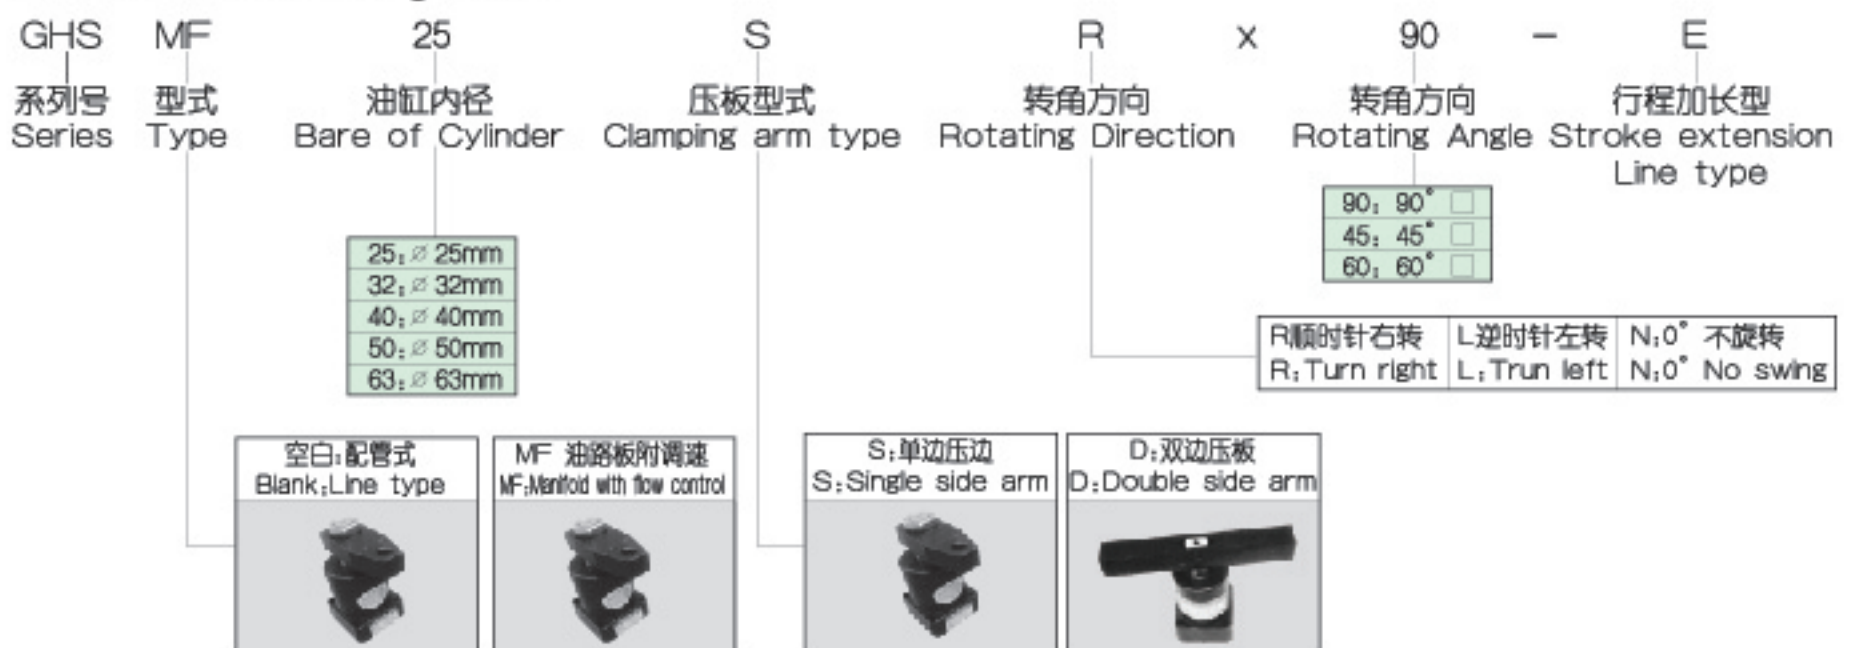 GHS MF 25 S R x 90 - E
系列号 型式 油缸内径 压板型式 转角方向 转角方向 行程加长型
Series Type Bare of Cylinder Clamping arm type Rotating Direction Rotating Angle Stroke extension
Line type
90: 90° □
45: 45° □
60: 60° □
25: ∅ 25mm
32: ∅ 32mm
40: ∅ 40mm
50: ∅ 50mm
63: ∅ 63mm
R顺时针右转 L逆时针左转 N:0° 不旋转
R:Turn right L:Trun left N:0° No swing
空白:配管式
Blank:Line type
MF 油路板附调速
MF:Manifold with flow control
S:单边压边
S:Single side arm
D:双边压板
D:Double side arm